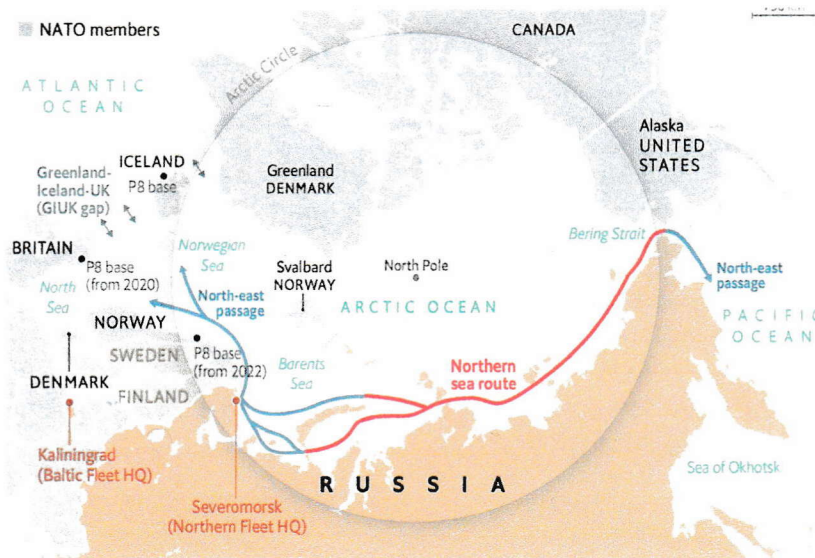 NATO members
CANADA
Arctic Circle
ATLANTIC
OCEAN
Alaska
UNITED
STATES
ICELAND
P8 base
Greenland
DENMARK
Greenland-
Iceland-UK
(GIUK gap)
Bering Strait
BRITAIN
P8 base
(from 2020)
Norwegian
Sea
Svalbard
NORWAY
North Pole
North-east
passage
North
Sea
North-east
passage
ARCTIC OCEAN
PACIFIC
OCEAN
NORWAY
SWEDEN
P8 base
(from 2022)
Barents
Sea
Northern
sea route
DENMARK
FINLAND
Kaliningrad
(Baltic Fleet HQ)
Sea of Okhotsk
RUSSIA
Severomorsk
(Northern Fleet HQ)